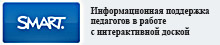 SMART
Информационная поддержка
педагогов в работе
с интерактивной доской